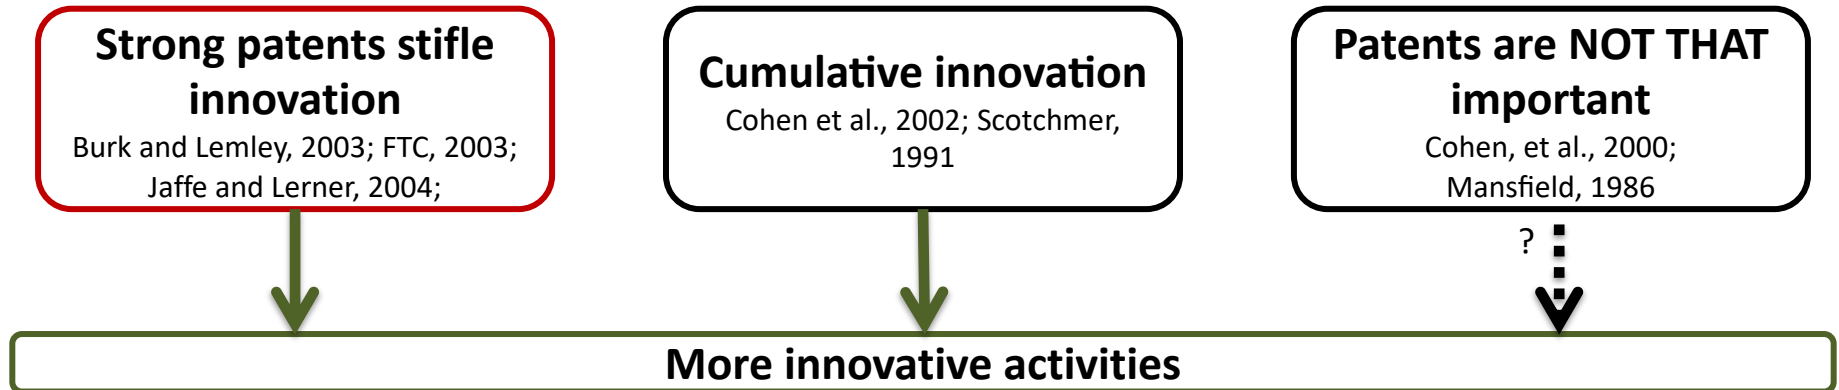 Strong patents stifle
innovation
Burk and Lemley, 2003; FTC, 2003;
Jaffe and Lerner, 2004;
Cumulative innovation
Cohen et al., 2002; Scotchmer,
1991
Patents are NOT THAT
important
Cohen, et al., 2000;
Mansfield, 1986
?
More innovative activities